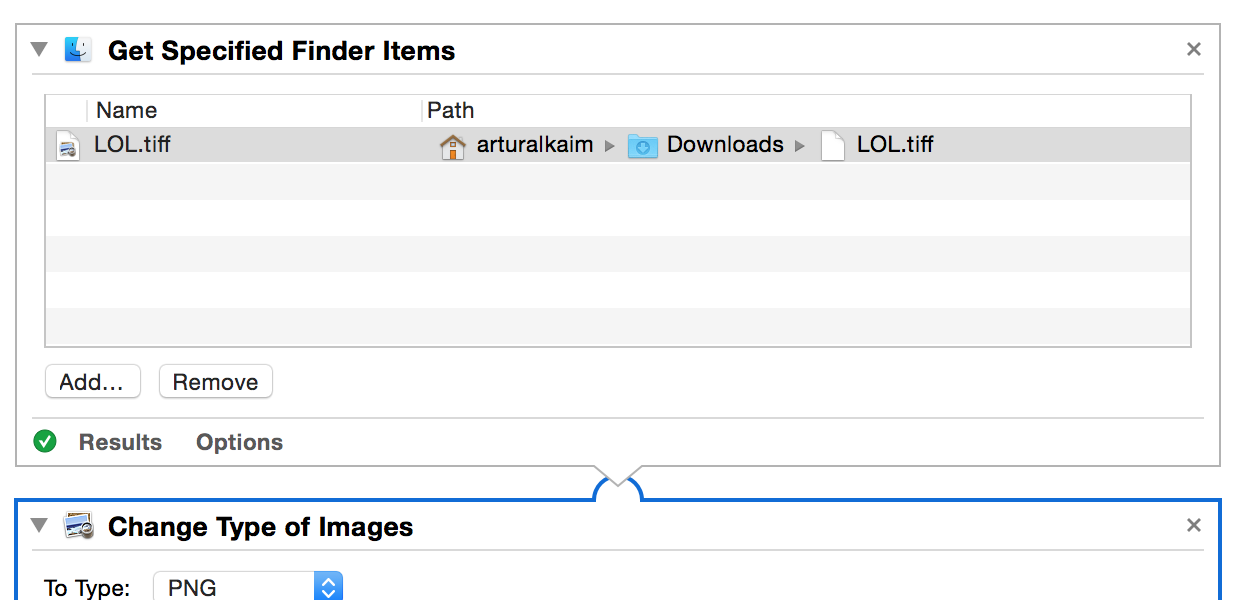 Get Specified Finder Items
Name Path
LOL.tiff arturalkaim Downloads LOL.tiff
Add... Remove
Results Options
Change Type of Images
To Type: PNG